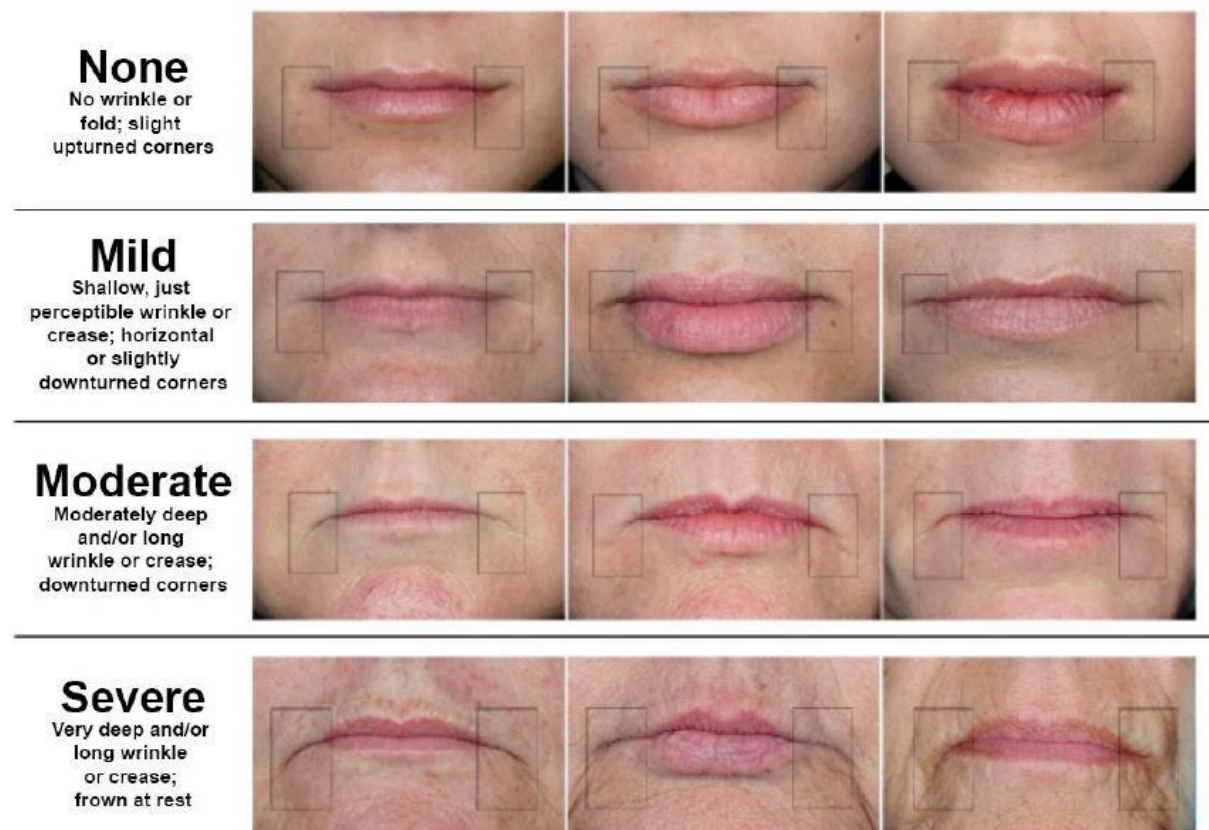 None
No wrinkle or
fold; slight
upturned corners
Mild
Shallow, just
perceptible wrinkle or
crease; horizontal
or slightly
downturned corners
Moderate
Moderately deep
and/or long
wrinkle or crease;
downturned corners
Severe
Very deep and/or
long wrinkle
or crease;
frown at rest